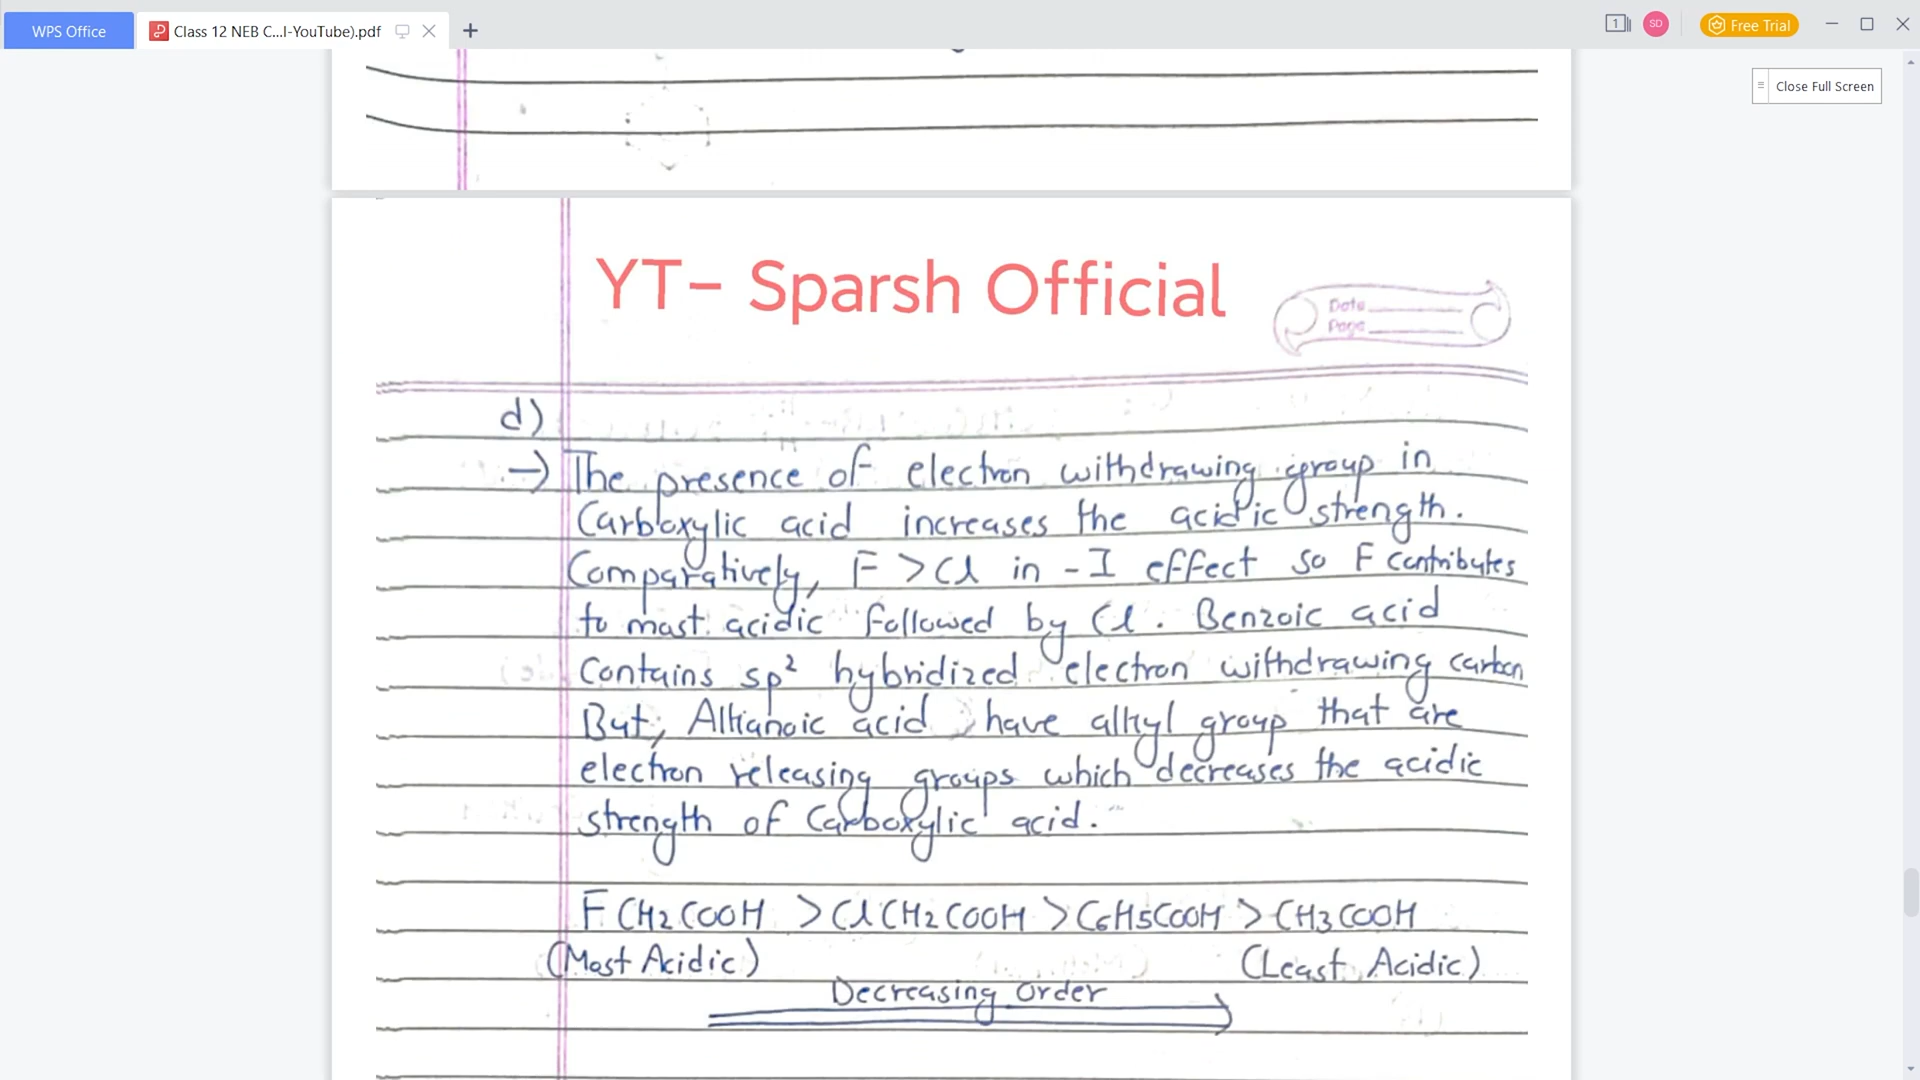 WPS Office
Class 12 NEB C...I-YouTube).pdf
1
SD
Free Trial
Close Full Screen
YT- Sparsh Official
Date
Page
d)
→ The presence of electron withdrawing group in
Carboxylic acid increases the acidic strength.
Comparatively, F > Cl in -I effect so F contributes
to most acidic followed by Cl. Benzoic acid
Contains sp² hybridized electron withdrawing carbon
But, Alkanoic acid have alkyl group that are
electron releasing groups which decreases the acidic
strength of Carboxylic acid.
FCH2COOH > ClCH2COOH > C6H5COOH > CH3COOH
(Most Acidic) (Least Acidic)
Decreasing order